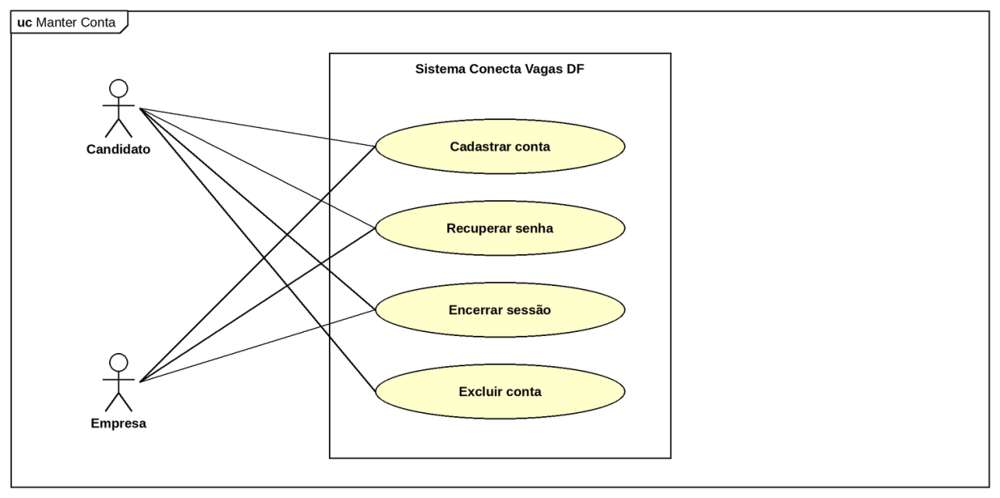 uc Manter Conta
Sistema Conecta Vagas DF
Candidato
Cadastrar conta
Recuperar senha
Encerrar sessão
Excluir conta
Empresa